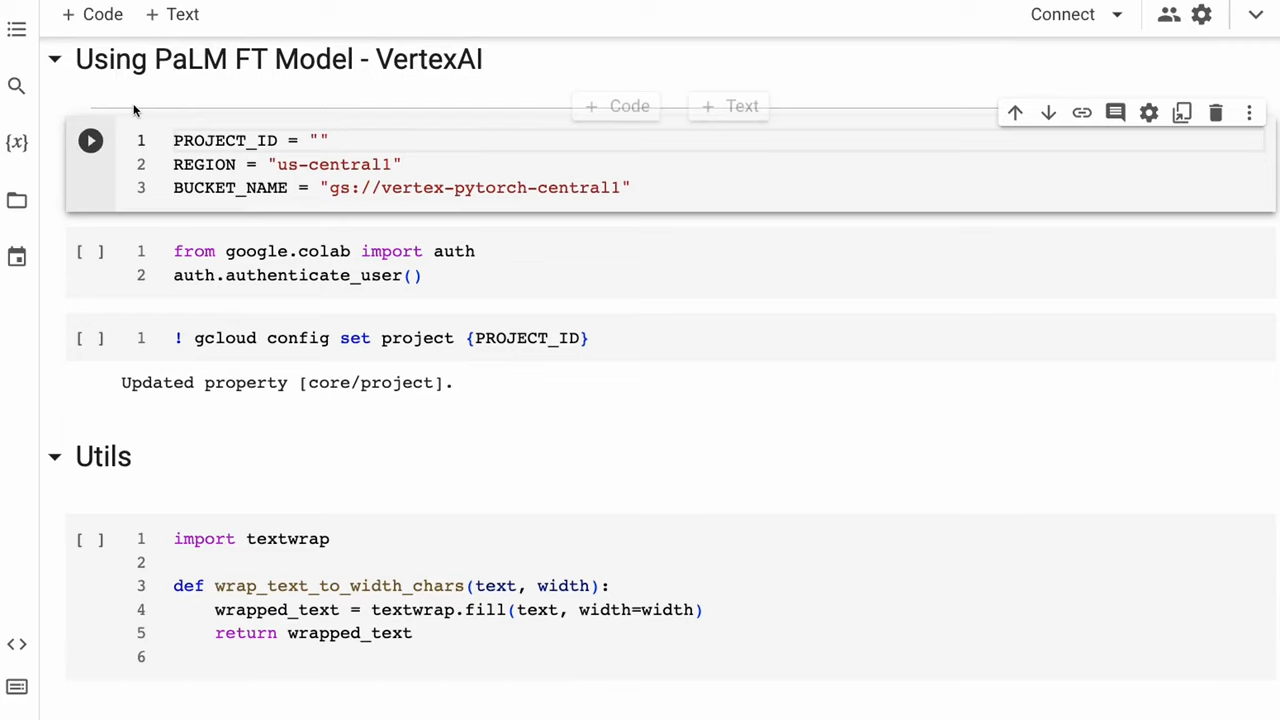 + Code + Text Connect
Using PaLM FT Model - VertexAI
+ Code + Text
1 PROJECT_ID = ""
2 REGION = "us-central1"
3 BUCKET_NAME = "gs://vertex-pytorch-central1"
[ ] 1 from google.colab import auth
2 auth.authenticate_user()
[ ] 1 ! gcloud config set project {PROJECT_ID}
Updated property [core/project].
Utils
[ ] 1 import textwrap
2
3 def wrap_text_to_width_chars(text, width):
4 wrapped_text = textwrap.fill(text, width=width)
5 return wrapped_text
6